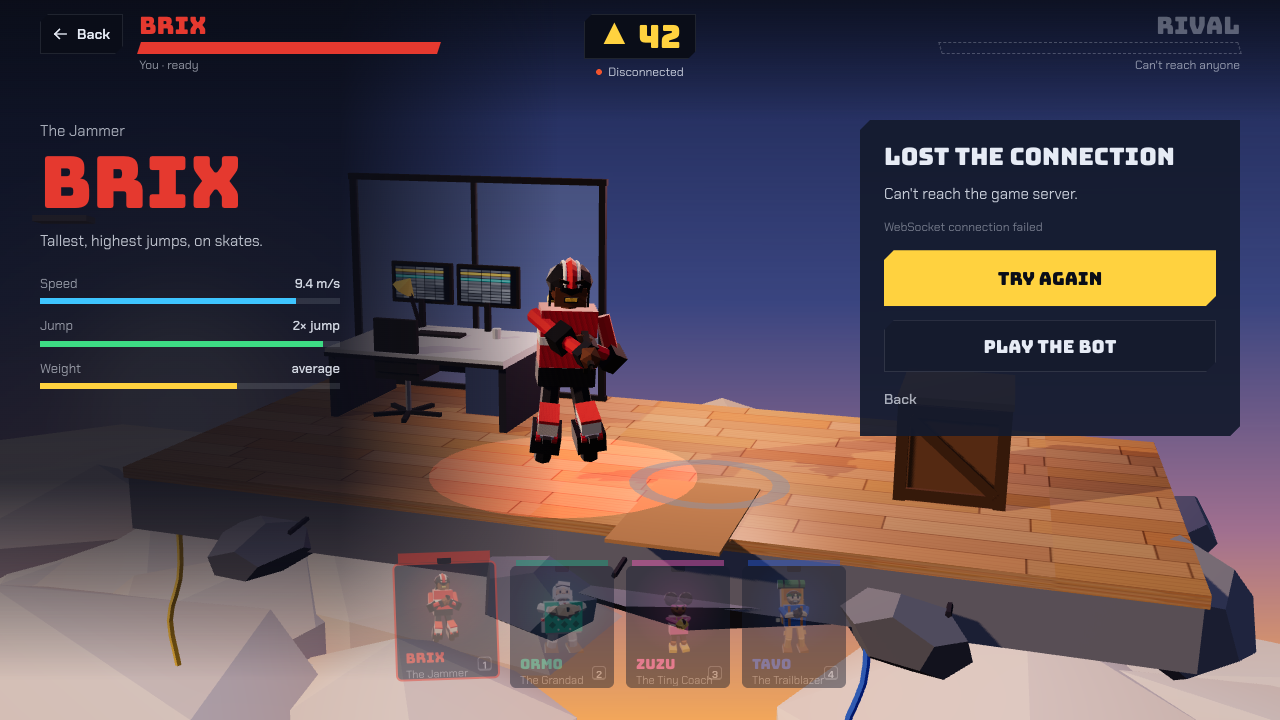 Back
BRIX
You · ready
42
Disconnected
RIVAL
Can't reach anyone
The Jammer
BRIX
Tallest, highest jumps, on skates.
Speed
9.4 m/s
Jump
2× jump
Weight
average
LOST THE CONNECTION
Can't reach the game server.
WebSocket connection failed
TRY AGAIN
PLAY THE BOT
Back
BRIX
The Jammer
1
ORMO
The Grandad
2
ZUZU
The Tiny Coach
3
TAVO
The Trailblazer
4